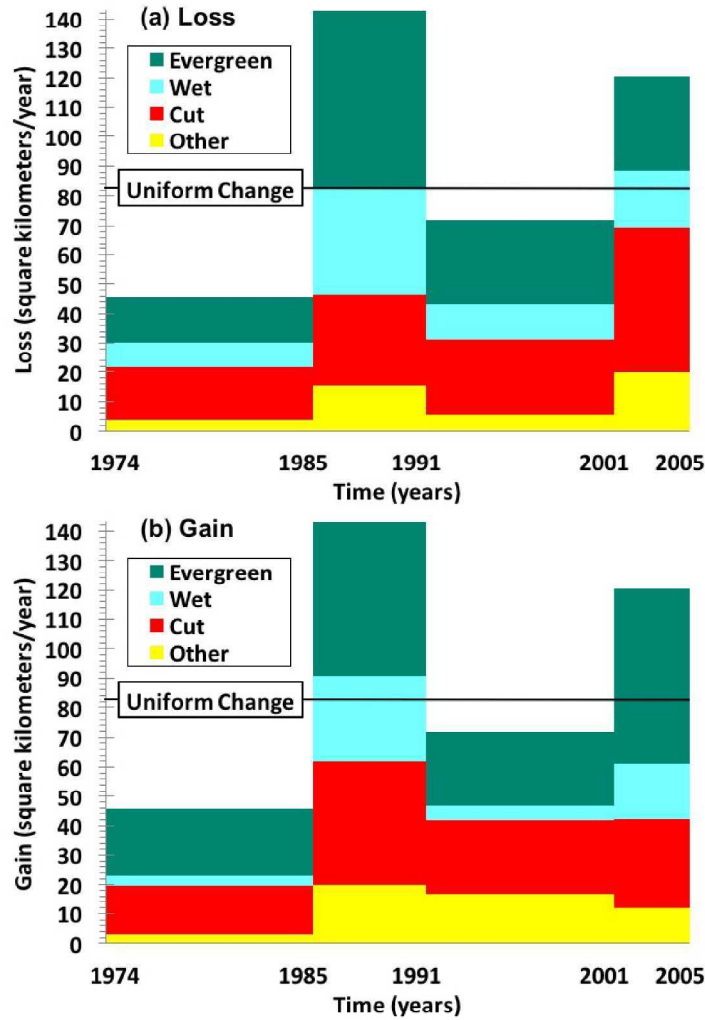 (a) Loss
140
130
120
110
100
90
80
70
60
50
40
30
20
10
0
Loss (square kilometers/year)
Evergreen
Wet
Cut
Other
Uniform Change
1974 1985 1991 2001 2005
Time (years)
(b) Gain
140
130
120
110
100
90
80
70
60
50
40
30
20
10
0
Gain (square kilometers/year)
Evergreen
Wet
Cut
Other
Uniform Change
1974 1985 1991 2001 2005
Time (years)